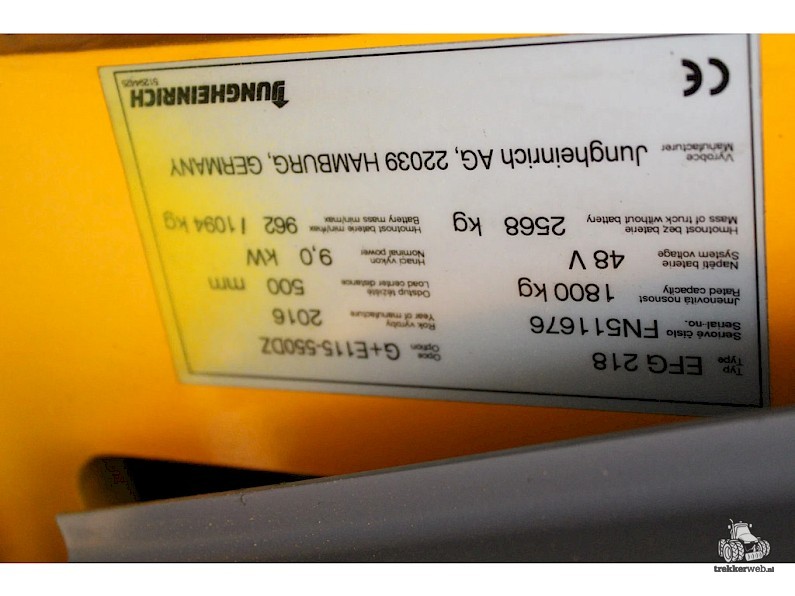 Typ
Type EFG 218
Opce
Option G+E115-550DZ
Seriové číslo
Serial-no. FN511676
Rok výroby
Year of manufacture 2016
Jmenovitá nosnost
Rated capacity 1800 kg
Odstup těžiště
Load center distance 500 mm
Napětí baterie
System voltage 48 V
Hnací výkon
Nominal power 9,0 kW
Hmotnost bez baterie
Mass of truck without battery 2568 kg
Hmotnost baterie min/max
Battery mass min/max 962 / 1094 kg
Výrobce
Manufacturer Jungheinrich AG, 22039 HAMBURG, GERMANY
CE
JUNGHEINRICH
51294425
trekkerweb.nl